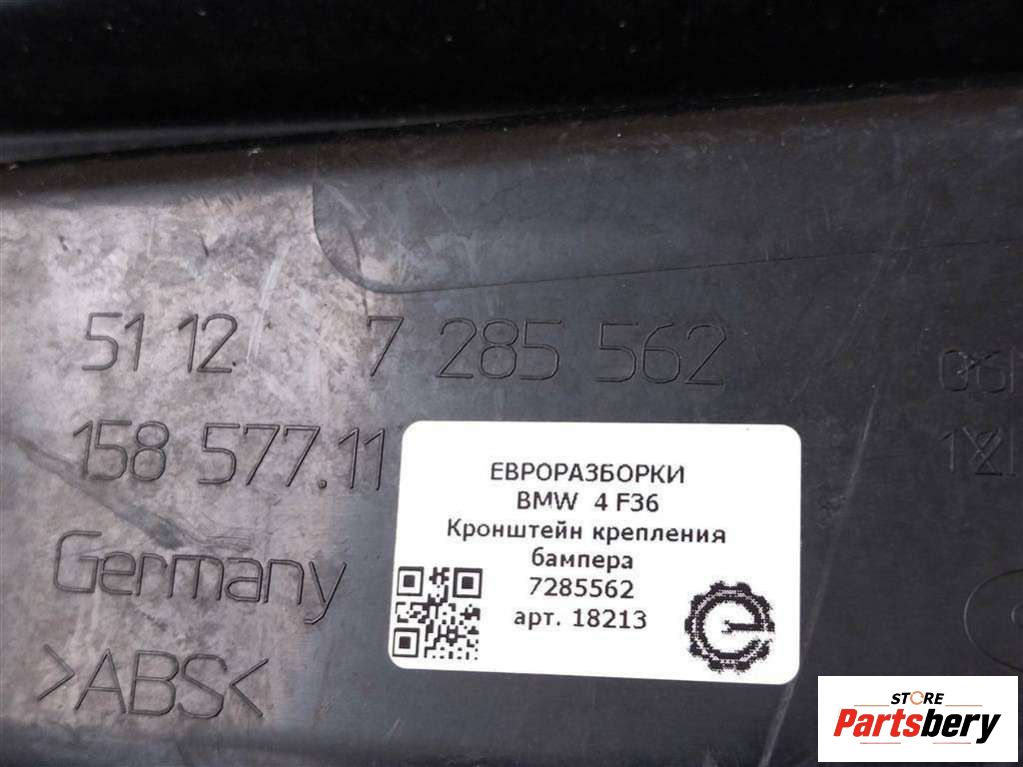 51 12 7 285 562
158 577.11
Germany
>ABS<
ЕВРОРАЗБОРКИ
BMW 4 F36
Кронштейн крепления
бампера
7285562
арт. 18213
STORE
Partsbery